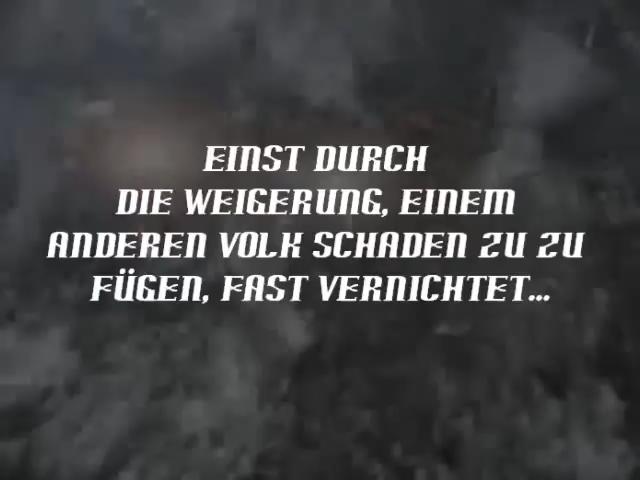 EINST DURCH
DIE WEIGERUNG, EINEM
ANDEREN VOLK SCHADEN ZU ZU
FÜGEN, FAST VERNICHTET...